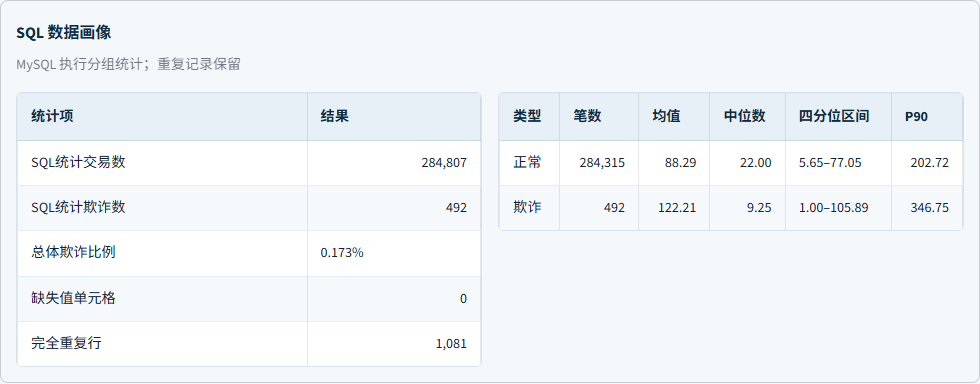 SQL 数据画像
MySQL 执行分组统计；重复记录保留
统计项 结果
SQL统计交易数 284,807
SQL统计欺诈数 492
总体欺诈比例 0.173%
缺失值单元格 0
完全重复行 1,081
类型 笔数 均值 中位数 四分位区间 P90
正常 284,315 88.29 22.00 5.65–77.05 202.72
欺诈 492 122.21 9.25 1.00–105.89 346.75